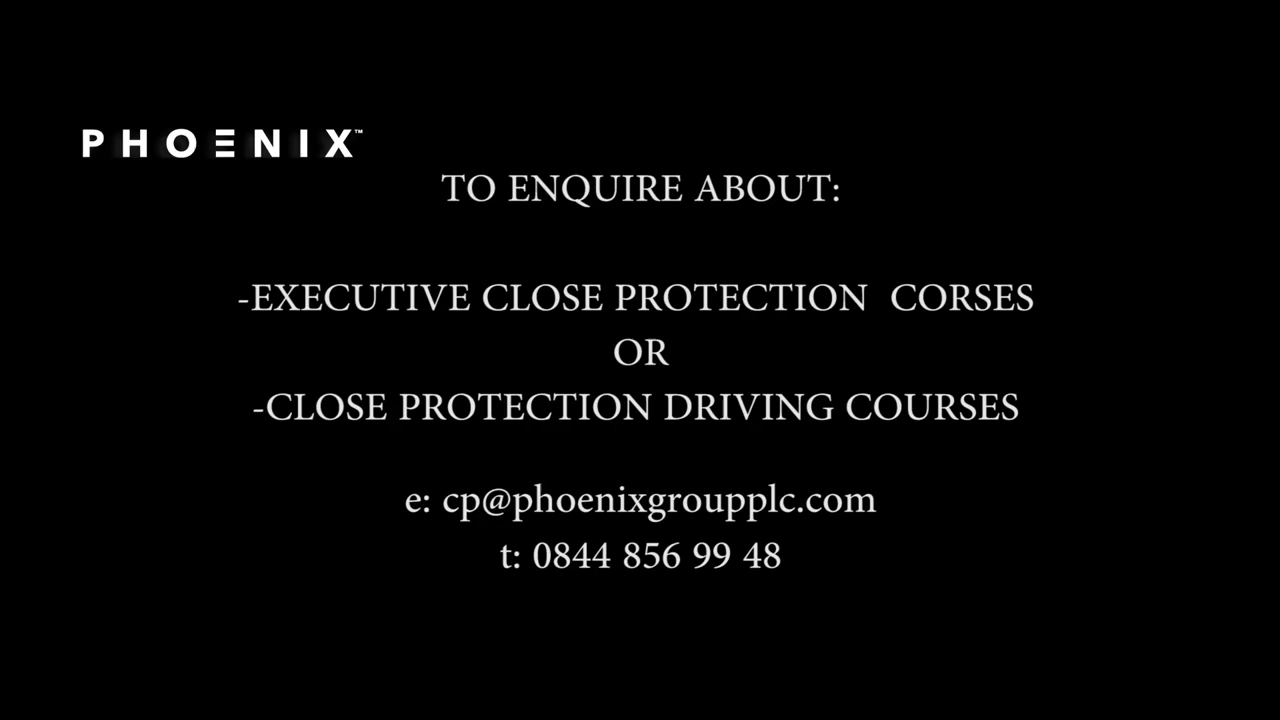 PHOENIX™
TO ENQUIRE ABOUT:
-EXECUTIVE CLOSE PROTECTION  CORSES
OR
-CLOSE PROTECTION DRIVING COURSES
e: cp@phoenixgroupplc.com
t: 0844 856 99 48